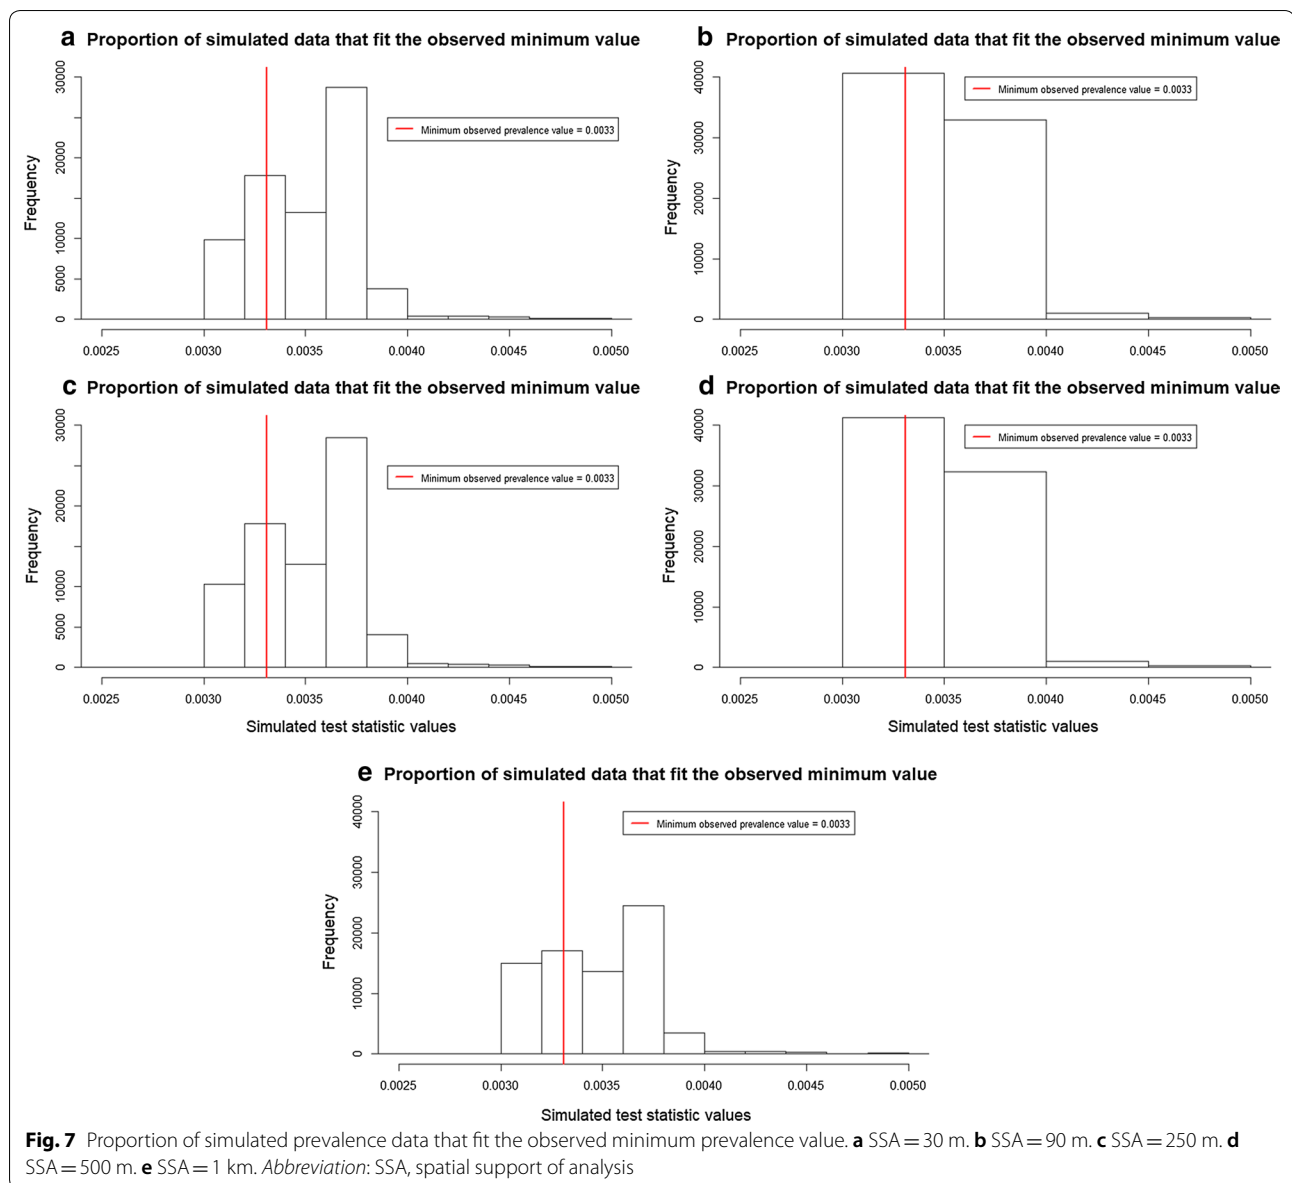 a Proportion of simulated data that fit the observed minimum value
30000
20000
10000
5000
0
Frequency
Minimum observed prevalence value = 0.0033
0.0025 0.0030 0.0035 0.0040 0.0045 0.0050
b Proportion of simulated data that fit the observed minimum value
40000
30000
20000
10000
0
Frequency
Minimum observed prevalence value = 0.0033
0.0025 0.0030 0.0035 0.0040 0.0045 0.0050
c Proportion of simulated data that fit the observed minimum value
30000
20000
10000
5000
0
Frequency
Minimum observed prevalence value = 0.0033
0.0025 0.0030 0.0035 0.0040 0.0045 0.0050
Simulated test statistic values
d Proportion of simulated data that fit the observed minimum value
40000
30000
20000
10000
0
Frequency
Minimum observed prevalence value = 0.0033
0.0025 0.0030 0.0035 0.0040 0.0045 0.0050
Simulated test statistic values
e Proportion of simulated data that fit the observed minimum value
40000
30000
20000
10000
0
Frequency
Minimum observed prevalence value = 0.0033
0.0025 0.0030 0.0035 0.0040 0.0045 0.0050
Simulated test statistic values
Fig. 7 Proportion of simulated prevalence data that fit the observed minimum prevalence value. a SSA = 30 m. b SSA = 90 m. c SSA = 250 m. d
SSA = 500 m. e SSA = 1 km. Abbreviation: SSA, spatial support of analysis